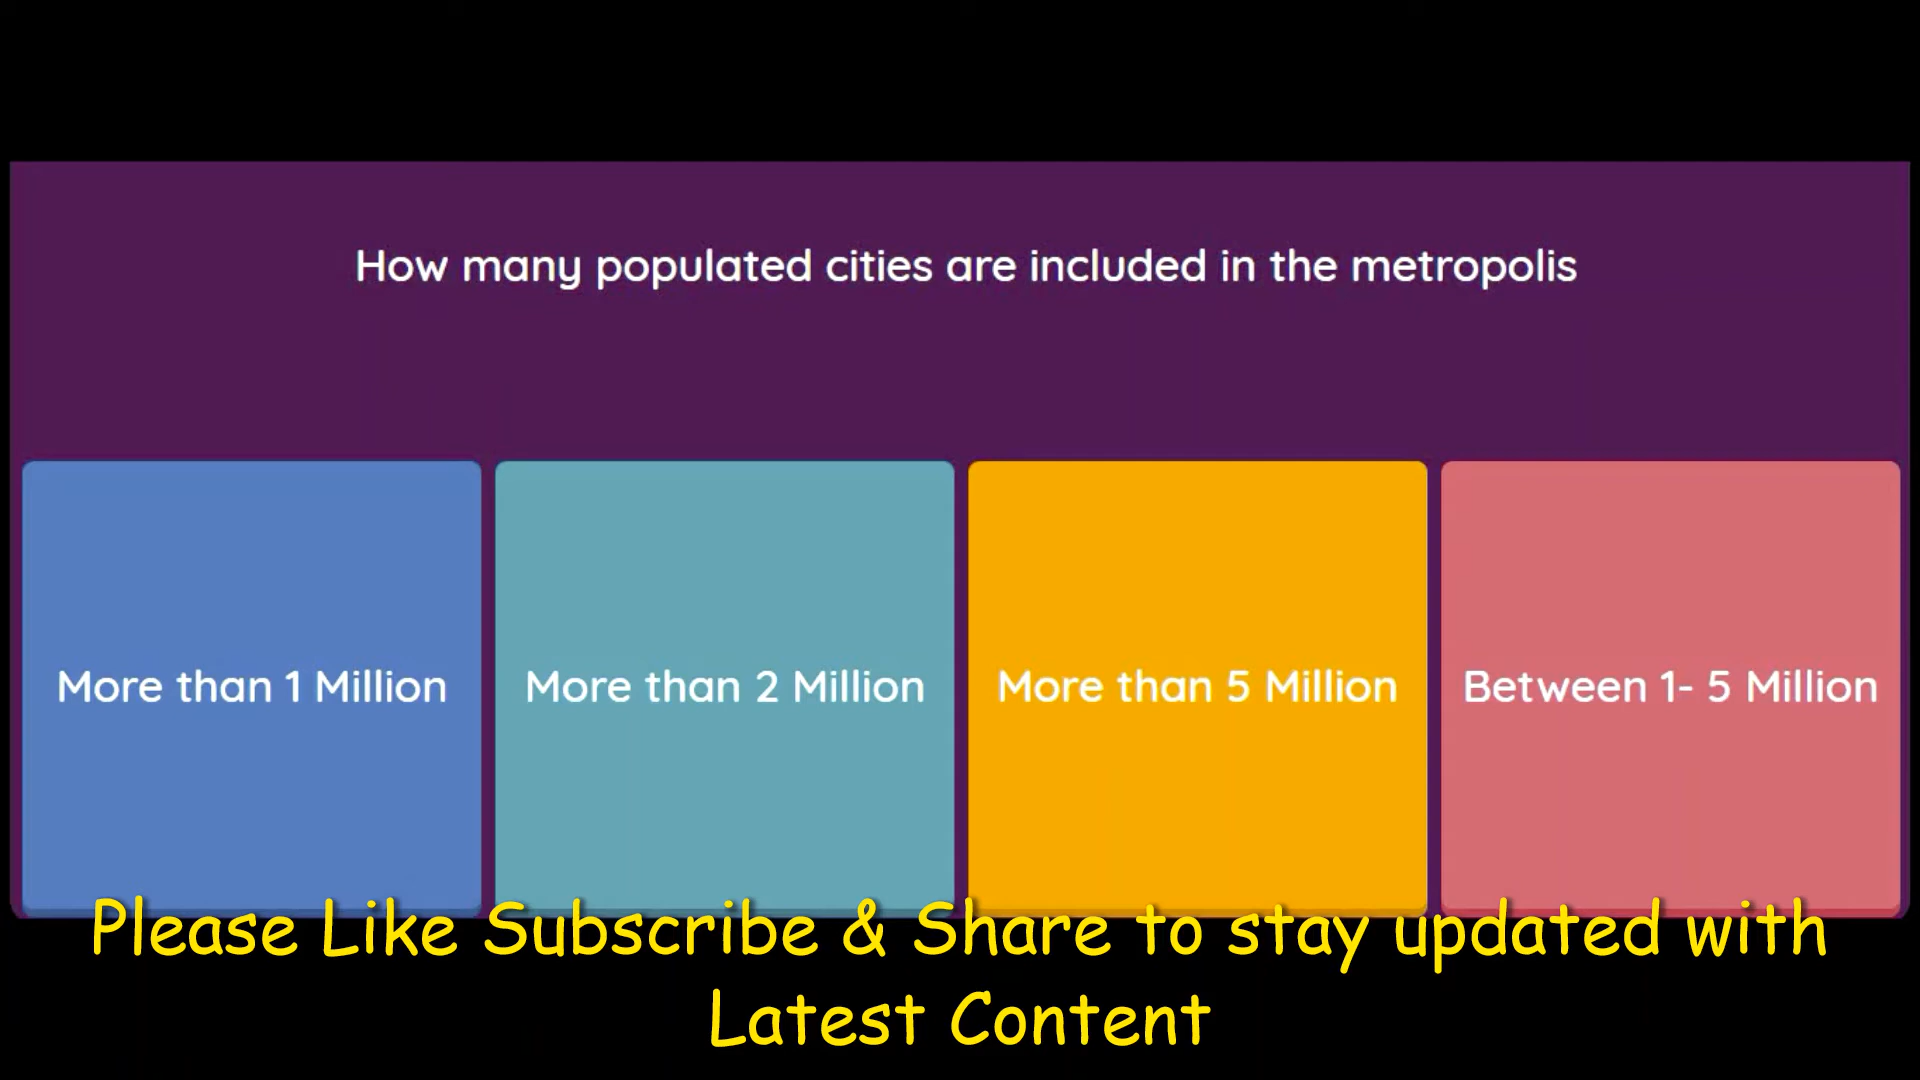 How many populated cities are included in the metropolis
More than 1 Million
More than 2 Million
More than 5 Million
Between 1- 5 Million
Please Like Subscribe & Share to stay updated with
Latest Content